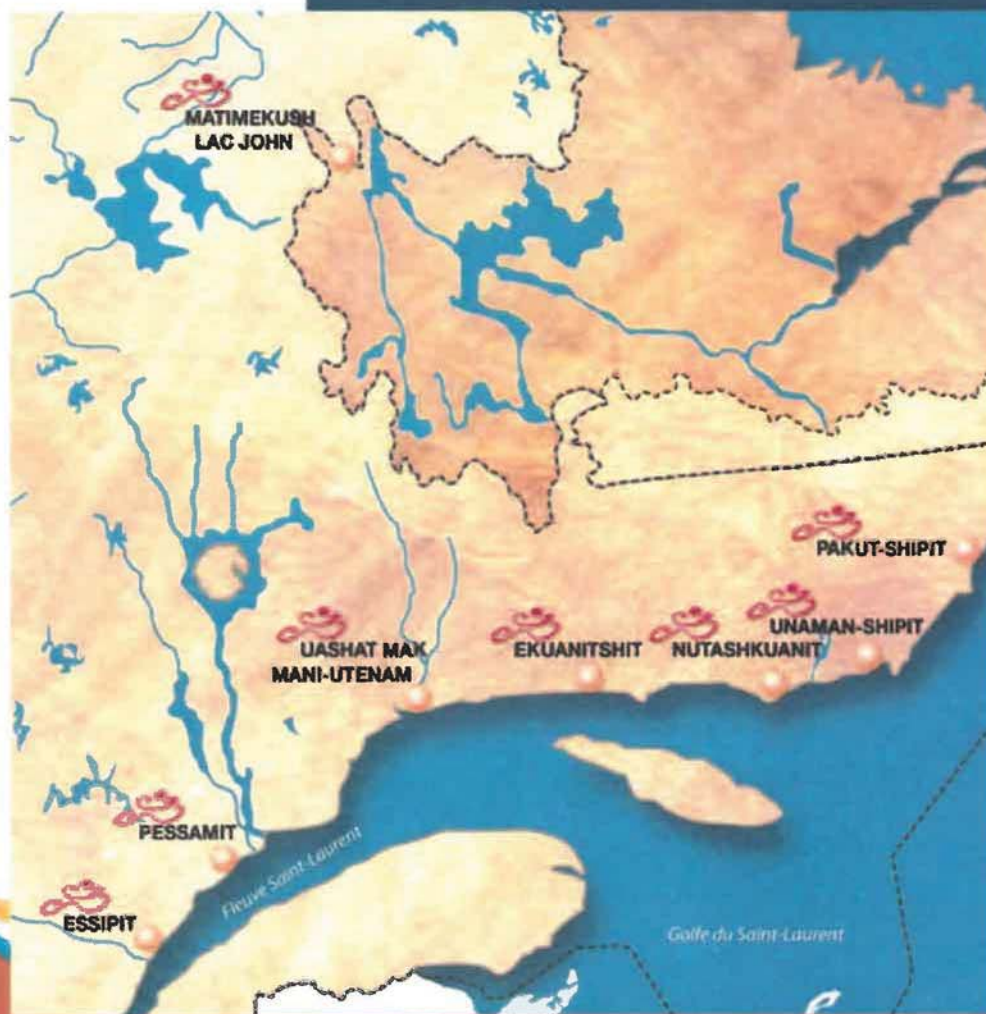 MATIMEKUSH
LAC JOHN
PAKUT-SHIPIT
UNAMAN-SHIPIT
UASHAT MAK
MANI-UTENAM
EKUANITSHIT
NUTASHKUANIT
PESSAMIT
Fleuve Saint-Laurent
ESSIPIT
Golfe du Saint-Laurent